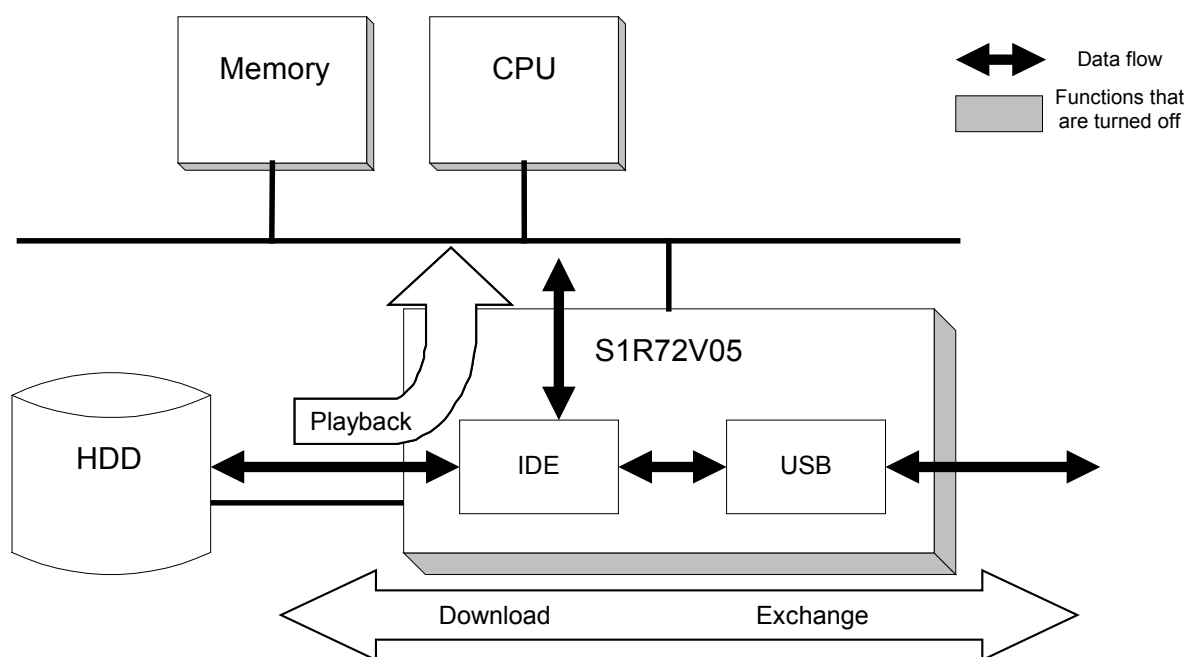 Memory
CPU
Data flow
Functions that
are turned off
S1R72V05
Playback
HDD
IDE
USB
Download
Exchange